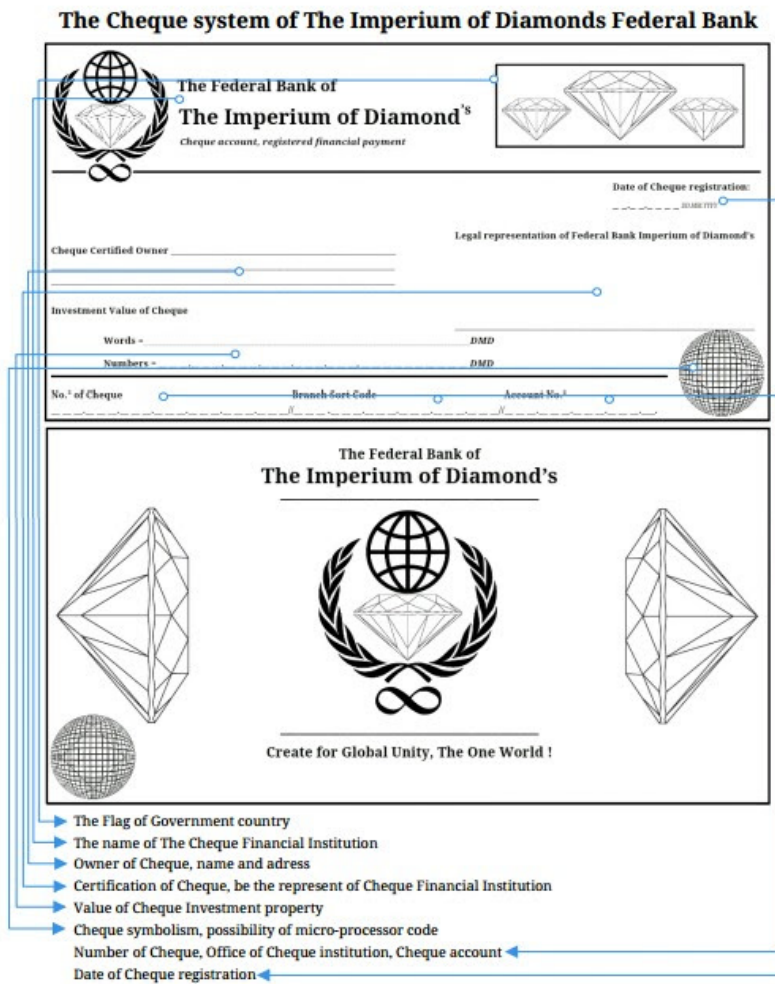 The Cheque system of The Imperium of Diamonds Federal Bank
The Federal Bank of
The Imperium of Diamond's
Cheque account, registered financial payment
Date of Cheque registration:
Legal representation of Federal Bank Imperium of Diamond's
Cheque Certified Owner
Investment Value of Cheque
Words = DMD
Numbers = DMD
No.º of Cheque Branch Sort Code Account No.º
The Federal Bank of
The Imperium of Diamond's
Create for Global Unity, The One World !
The Flag of Government country
The name of The Cheque Financial Institution
Owner of Cheque, name and adress
Certification of Cheque, be the represent of Cheque Financial Institution
Value of Cheque Investment property
Cheque symbolism, possibility of micro-processor code
Number of Cheque, Office of Cheque institution, Cheque account
Date of Cheque registration